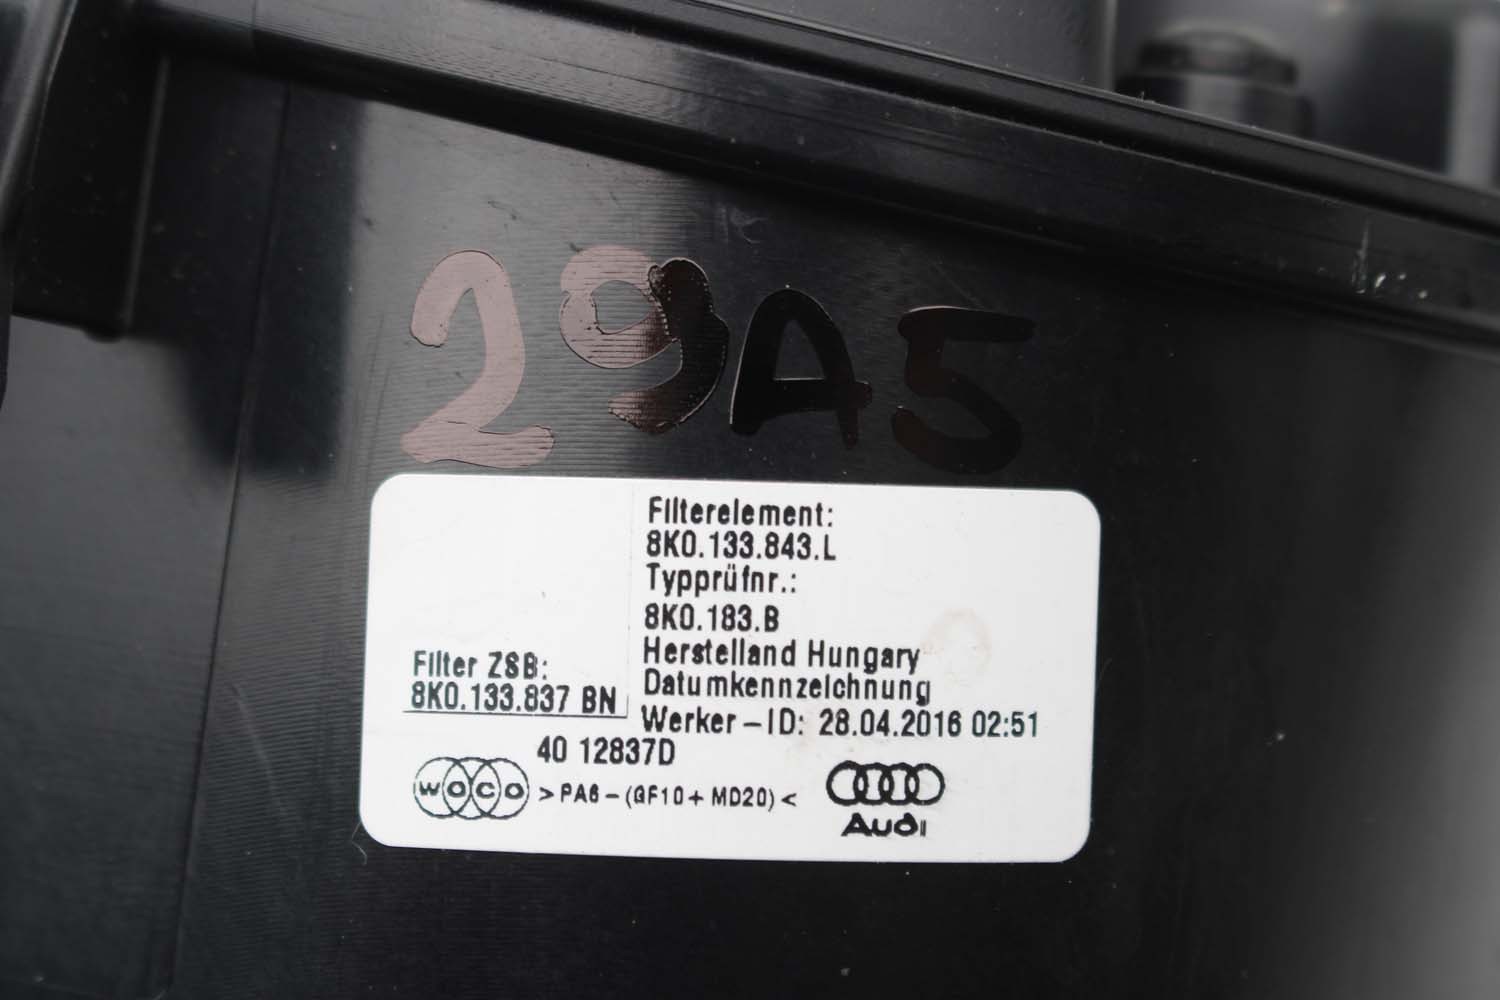 29A5
Filterelement:
8K0.133.843.L
Typprüfnr.:
8K0.183.B
Herstelland Hungary
Datumkennzeichnung
Werker-ID: 28.04.2016 02:51
Filter ZSB:
8K0.133.837 BN
40 12837D
WOCO >PA6-(GF10+MD20)<
Audi